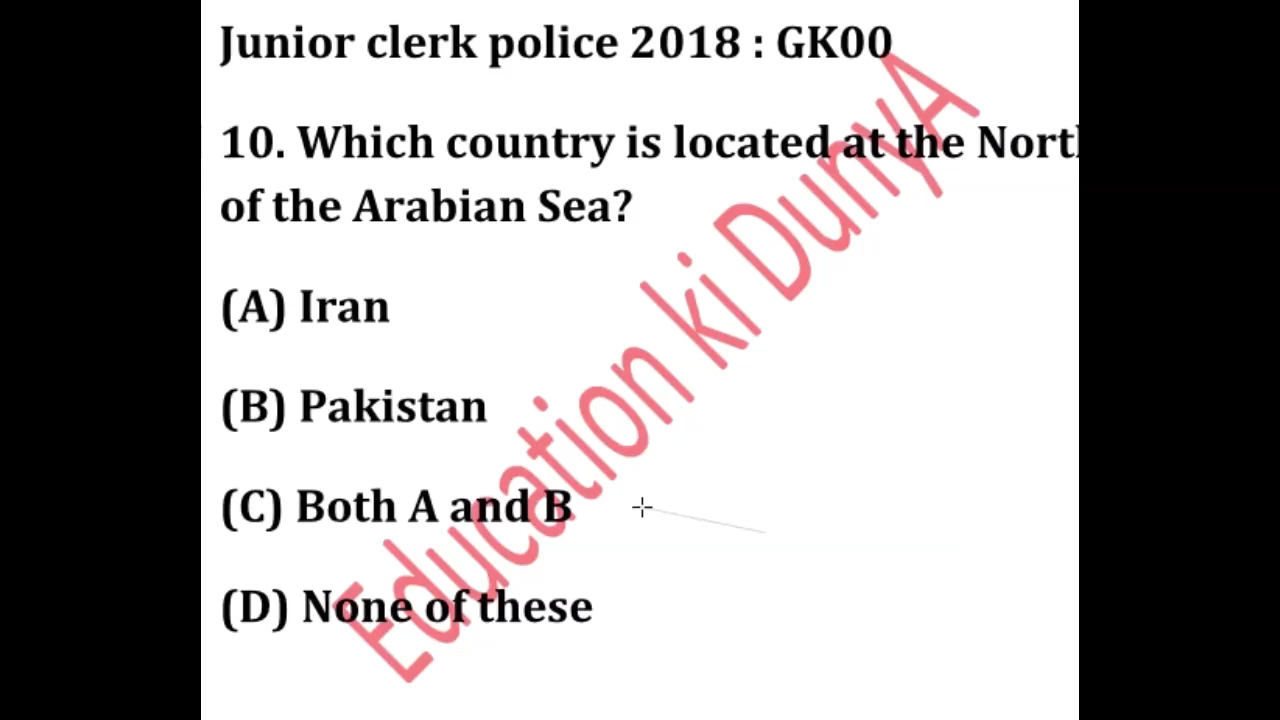 Junior clerk police 2018 : GK00
10. Which country is located at the North
of the Arabian Sea?
(A) Iran
(B) Pakistan
(C) Both A and B
(D) None of these
Education ki DunyA